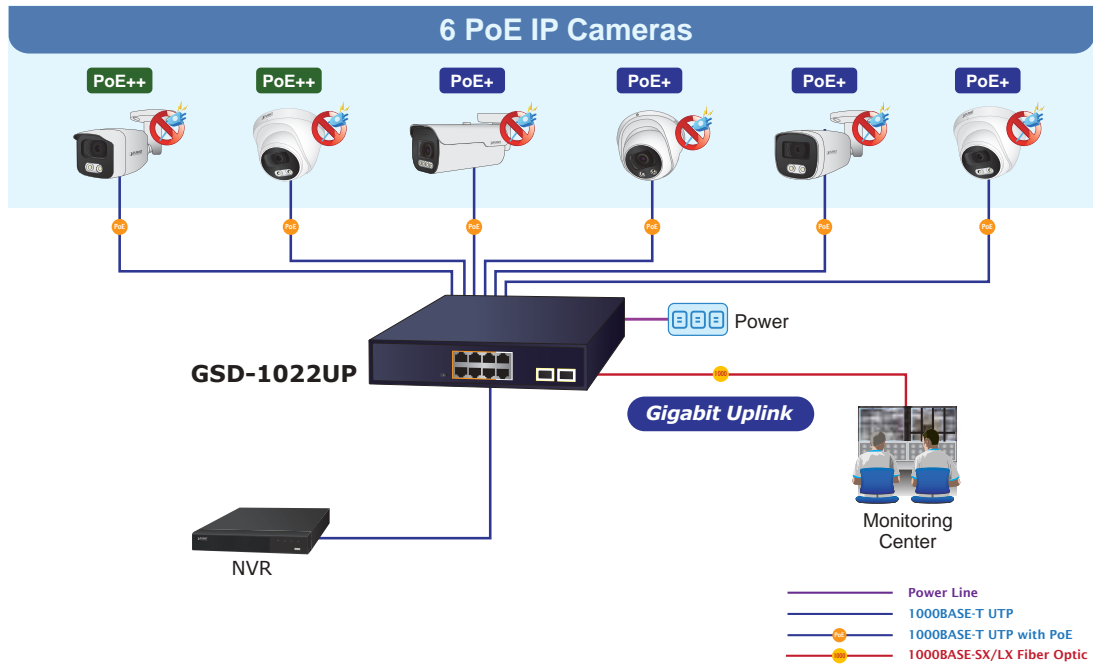 6 PoE IP Cameras
PoE++
PoE++
PoE+
PoE+
PoE+
PoE+
PoE
PoE
PoE
PoE
PoE
PoE
Power
GSD-1022UP
1000
Gigabit Uplink
Monitoring
Center
NVR
Power Line
1000BASE-T UTP
PoE
1000BASE-T UTP with PoE
1000
1000BASE-SX/LX Fiber Optic